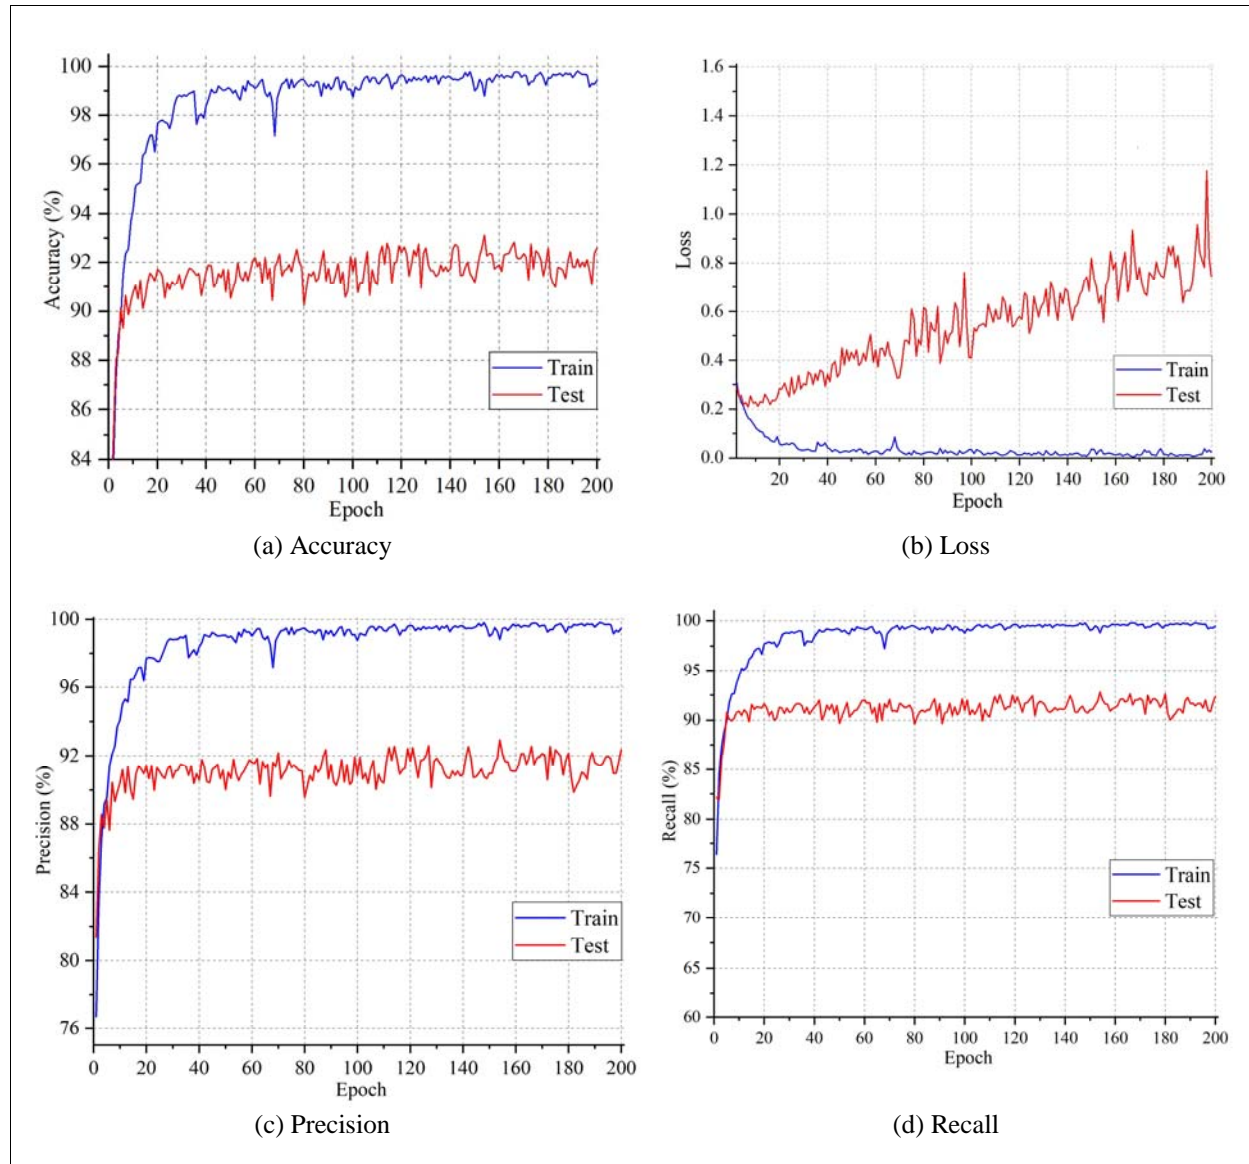 100
98
96
94
92
90
88
86
84
Accuracy (%)
Train
Test
0 20 40 60 80 100 120 140 160 180 200
Epoch
(a) Accuracy
1.6
1.4
1.2
1.0
0.8
0.6
0.4
0.2
0.0
Loss
Train
Test
20 40 60 80 100 120 140 160 180 200
Epoch
(b) Loss
100
96
92
88
84
80
76
Precision (%)
Train
Test
0 20 40 60 80 100 120 140 160 180 200
Epoch
(c) Precision
100
95
90
85
80
75
70
65
60
Recall (%)
Train
Test
0 20 40 60 80 100 120 140 160 180 200
Epoch
(d) Recall